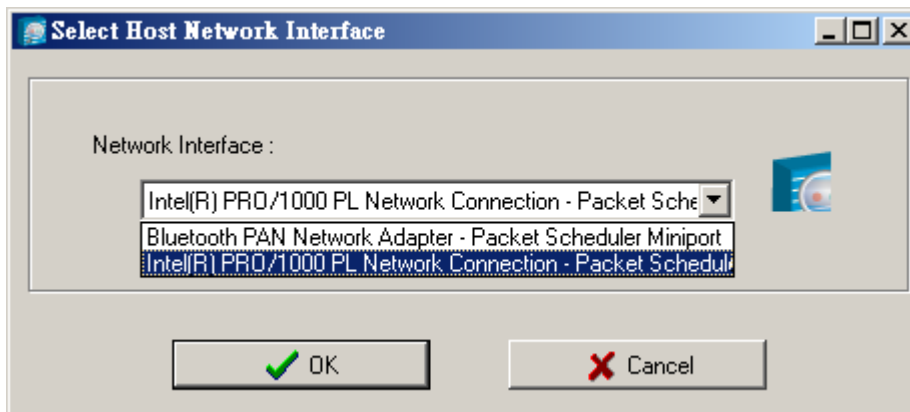 Select Host Network Interface
Network Interface :
Intel(R) PRO/1000 PL Network Connection - Packet Sche
Bluetooth PAN Network Adapter - Packet Scheduler Miniport
Intel(R) PRO/1000 PL Network Connection - Packet Schedul
OK
Cancel